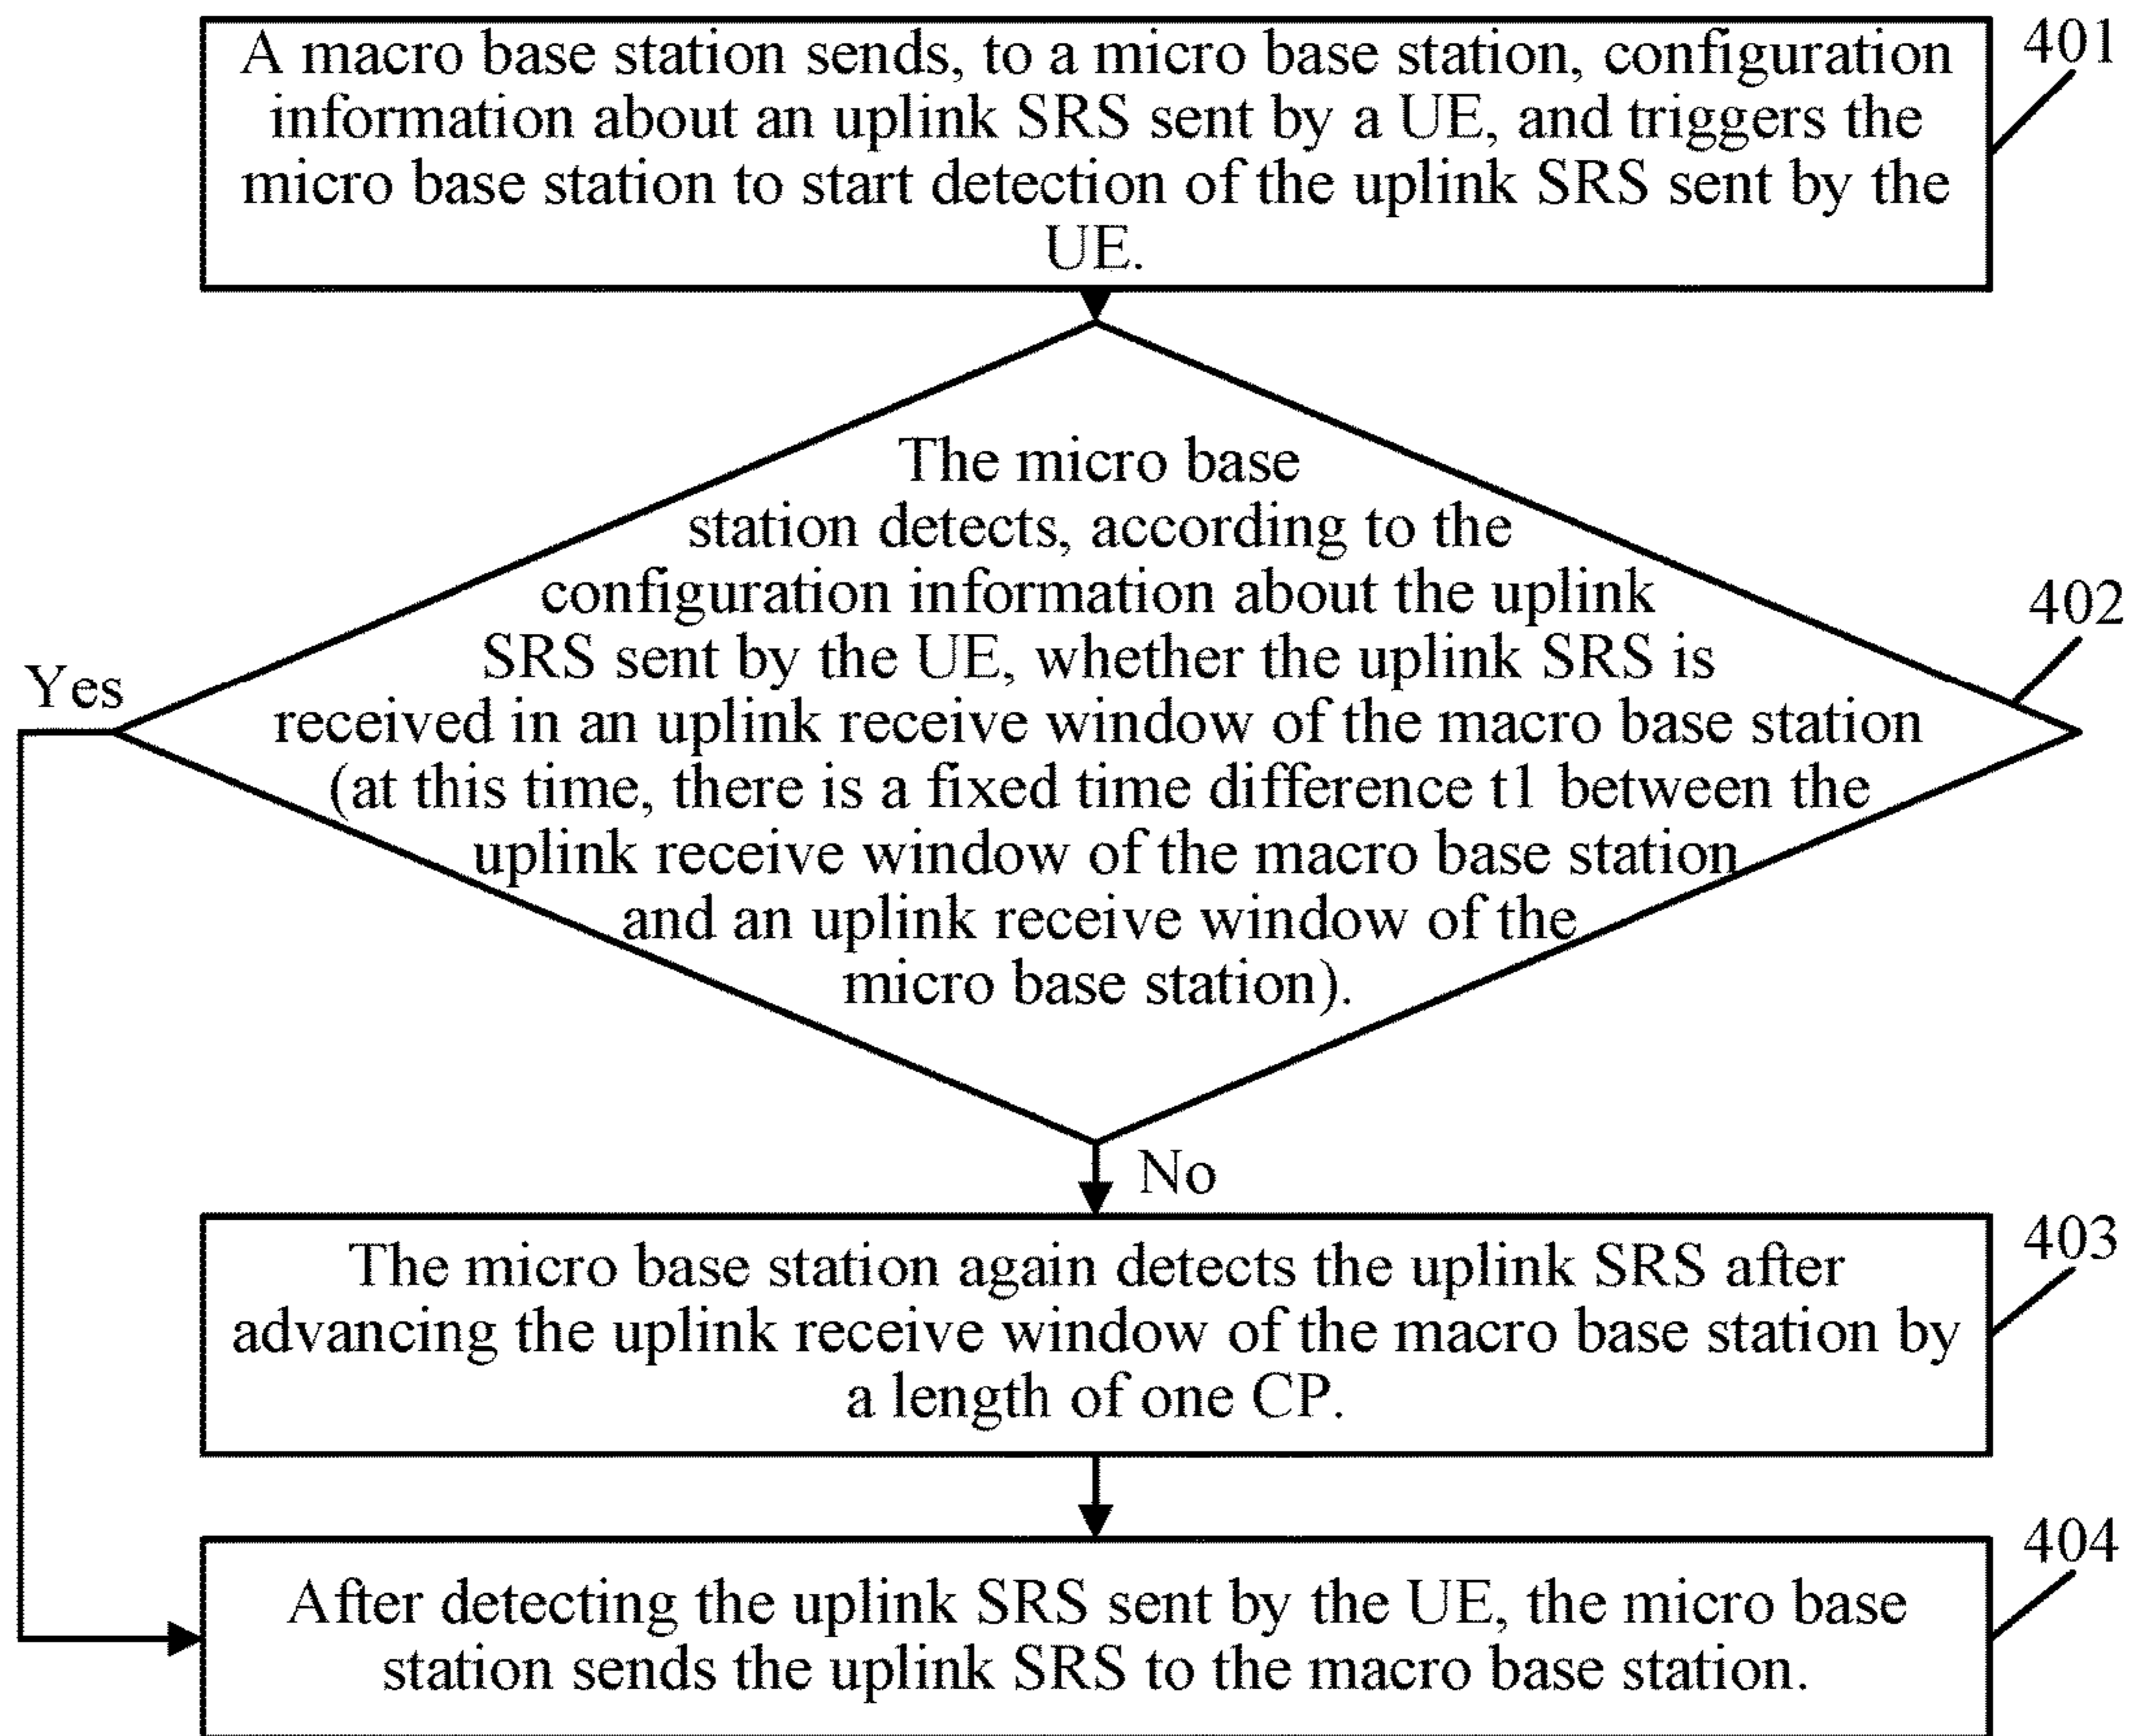 A macro base station sends, to a micro base station, configuration
information about an uplink SRS sent by a UE, and triggers the
micro base station to start detection of the uplink SRS sent by the
UE.
401
The micro base
station detects, according to the
configuration information about the uplink
SRS sent by the UE, whether the uplink SRS is
received in an uplink receive window of the macro base station
(at this time, there is a fixed time difference t1 between the
uplink receive window of the macro base station
and an uplink receive window of the
micro base station).
402
Yes
No
The micro base station again detects the uplink SRS after
advancing the uplink receive window of the macro base station by
a length of one CP.
403
After detecting the uplink SRS sent by the UE, the micro base
station sends the uplink SRS to the macro base station.
404